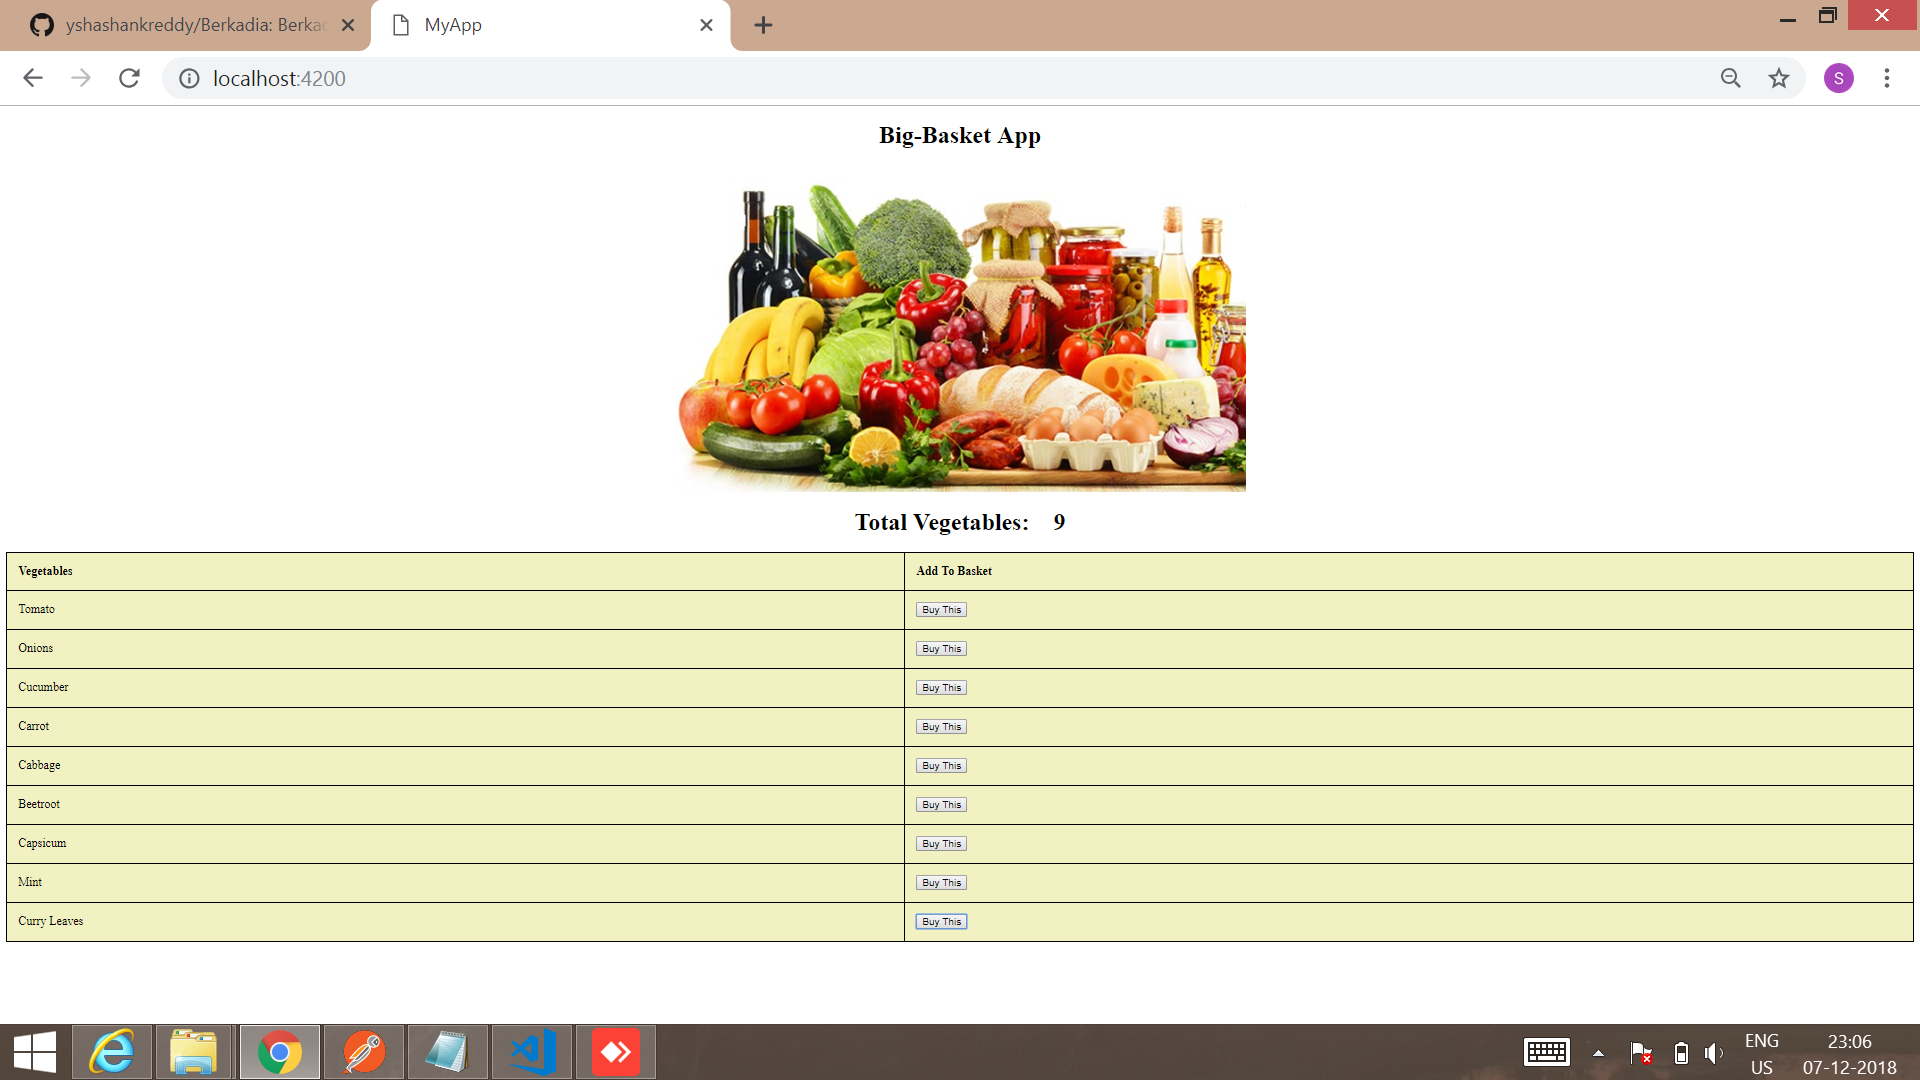 yshashankreddy/Berkadia: Berkad
MyApp
localhost:4200
S
Big-Basket App
Total Vegetables: 9
Vegetables Add To Basket
Tomato Buy This
Onions Buy This
Cucumber Buy This
Carrot Buy This
Cabbage Buy This
Beetroot Buy This
Capsicum Buy This
Mint Buy This
Curry Leaves Buy This
ENG 23:06
US 07-12-2018